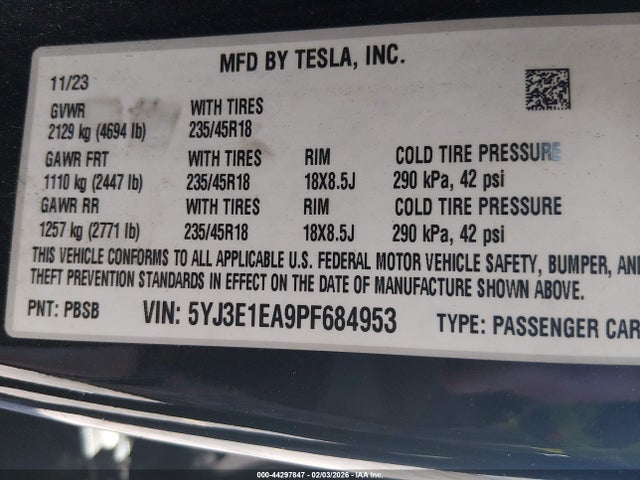 MFD BY TESLA, INC.
11/23
GVWR WITH TIRES
2129 kg (4694 lb) 235/45R18
GAWR FRT WITH TIRES RIM COLD TIRE PRESSURE
1110 kg (2447 lb) 235/45R18 18X8.5J 290 kPa, 42 psi
GAWR RR WITH TIRES RIM COLD TIRE PRESSURE
1257 kg (2771 lb) 235/45R18 18X8.5J 290 kPa, 42 psi
THIS VEHICLE CONFORMS TO ALL APPLICABLE U.S. FEDERAL MOTOR VEHICLE SAFETY, BUMPER, AND
THEFT PREVENTION STANDARDS IN EFFECT ON THE DATE OF MANUFACTURE SHOWN ABOVE.
PNT: PBSB VIN: 5YJ3E1EA9PF684953 TYPE: PASSENGER CAR
000-44297847 - 02/03/2026 - IAA Inc.